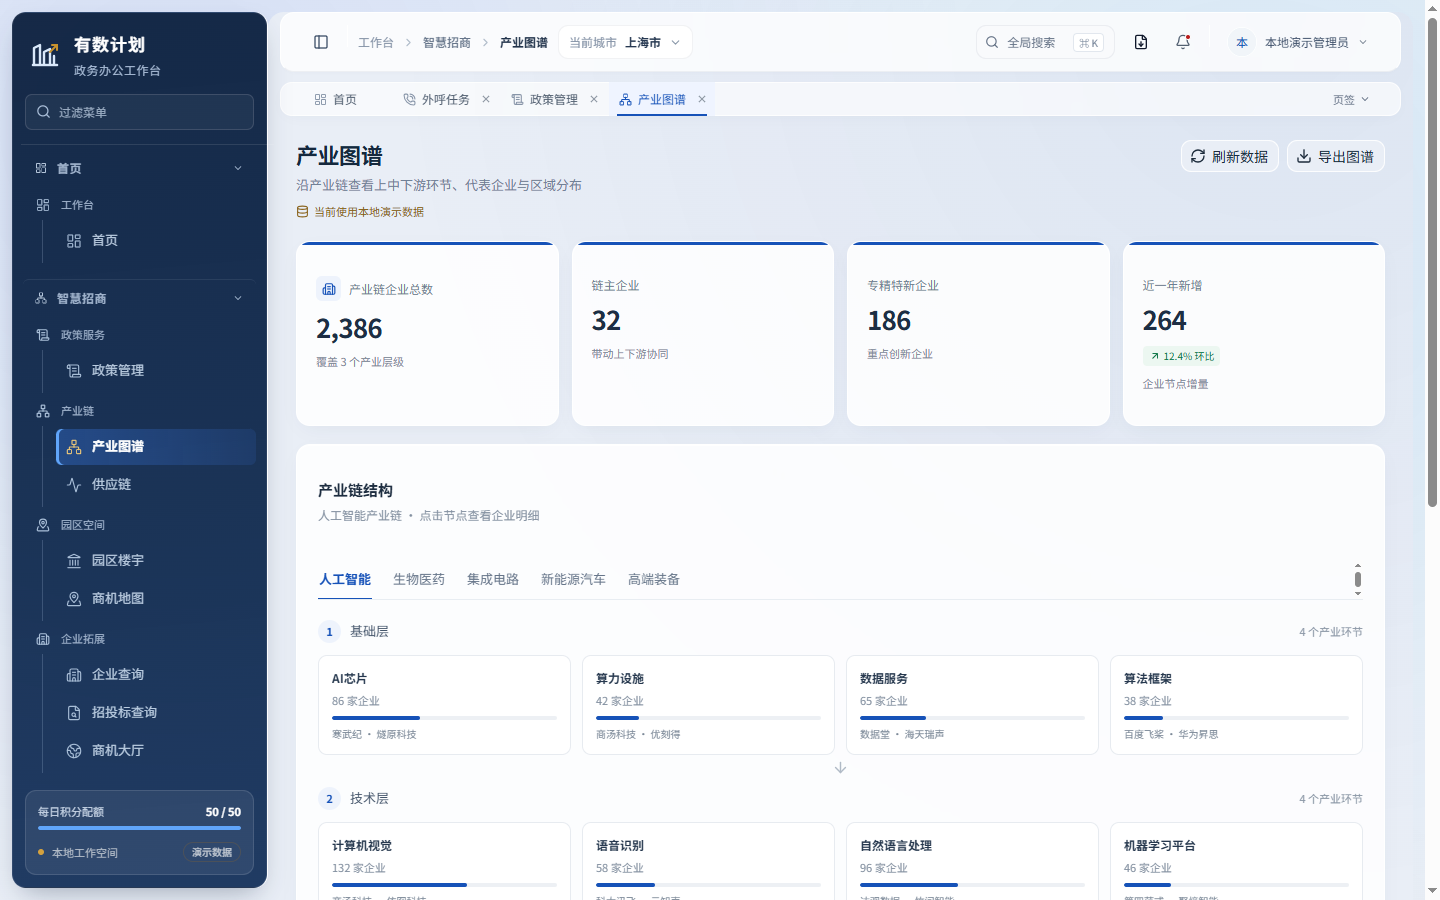 有数计划
政务办公工作台
过滤菜单
首页
工作台
首页
智慧招商
政策服务
政策管理
产业链
产业图谱
供应链
园区空间
园区楼宇
商机地图
企业拓展
企业查询
招投标查询
商机大厅
每日积分配额 50 / 50
本地工作空间 演示数据
工作台 智慧招商 产业图谱 当前城市 上海市 全局搜索 ⌘K 本 本地演示管理员
首页 外呼任务 政策管理 产业图谱 页签
产业图谱
刷新数据 导出图谱
沿产业链查看上中下游环节、代表企业与区域分布
当前使用本地演示数据
产业链企业总数
2,386
覆盖 3 个产业层级
链主企业
32
带动上下游协同
专精特新企业
186
重点创新企业
近一年新增
264
12.4% 环比
企业节点增量
产业链结构
人工智能产业链 • 点击节点查看企业明细
人工智能 生物医药 集成电路 新能源汽车 高端装备
1 基础层 4 个产业环节
AI芯片
86 家企业
寒武纪 • 燧原科技
算力设施
42 家企业
商汤科技 • 优刻得
数据服务
65 家企业
数据堂 • 海天瑞声
算法框架
38 家企业
百度飞桨 • 华为昇思
2 技术层 4 个产业环节
计算机视觉
132 家企业
语音识别
58 家企业
自然语言处理
96 家企业
机器学习平台
46 家企业